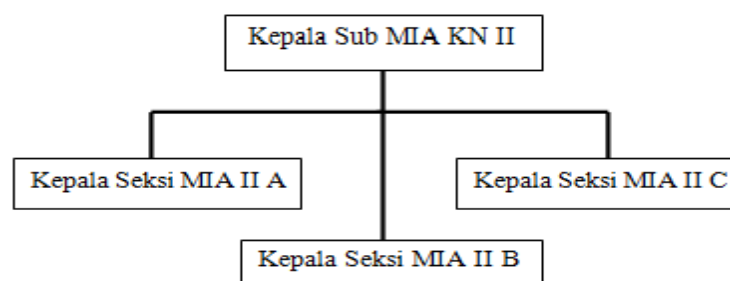 Kepala Sub MIA KN II
Kepala Seksi MIA II A
Kepala Seksi MIA II C
Kepala Seksi MIA II B